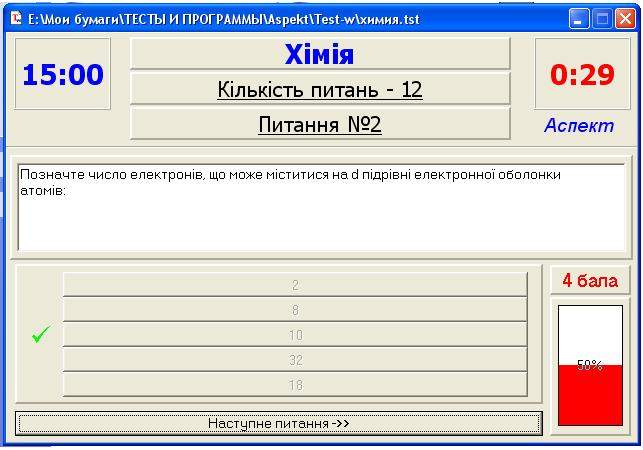 E:\Мои бумаги\ТЕСТЫ И ПРОГРАММЫ\Aspekt\Test-w\химия.tst
15:00
Хімія
0:29
Кількість питань - 12
Питання №2
Аспект
Позначте число електронів, що може міститися на d підрівні електронної оболонки
атомів:
2
8
10
32
18
4 бала
50%
Наступне питання ->>